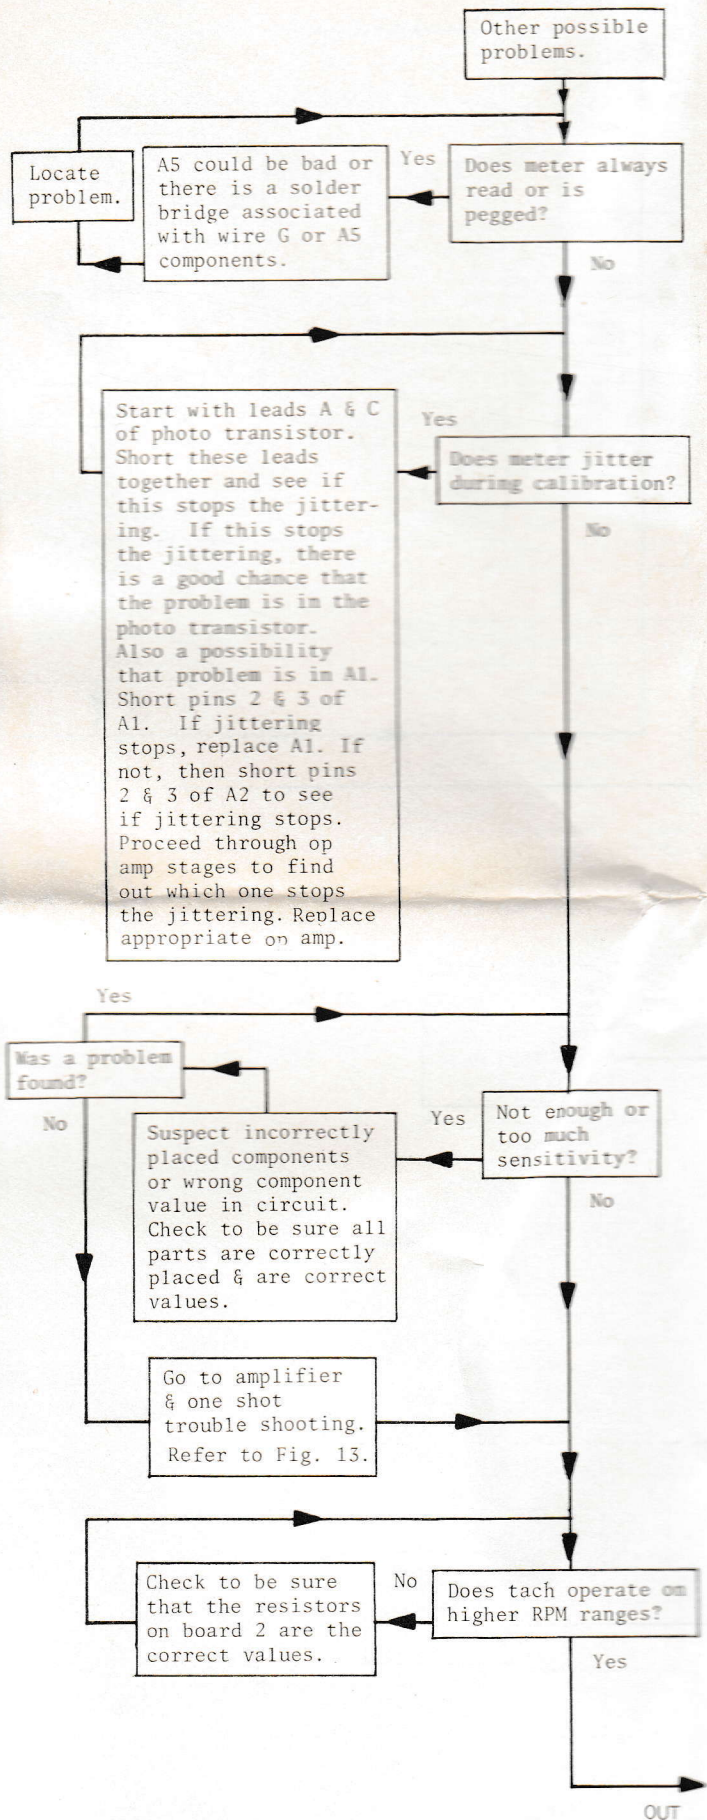 Other possible
problems.
Locate
problem.
A5 could be bad or
there is a solder
bridge associated
with wire G or A5
components.
Yes
Does meter always
read or is
pegged?
No
Start with leads A & C
of photo transistor.
Short these leads
together and see if
this stops the jitter-
ing. If this stops
the jittering, there
is a good chance that
the problem is in the
photo transistor.
Also a possibility
that problem is in A1.
Short pins 2 & 3 of
A1. If jittering
stops, replace A1. If
not, then short pins
2 & 3 of A2 to see
if jittering stops.
Proceed through op
amp stages to find
out which one stops
the jittering. Replace
appropriate op amp.
Yes
Does meter jitter
during calibration?
No
Yes
Was a problem
found?
No
Suspect incorrectly
placed components
or wrong component
value in circuit.
Check to be sure all
parts are correctly
placed & are correct
values.
Yes
Not enough or
too much
sensitivity?
No
Go to amplifier
& one shot
trouble shooting.
Refer to Fig. 13.
Check to be sure
that the resistors
on board 2 are the
correct values.
No
Does tach operate on
higher RPM ranges?
Yes
OUT